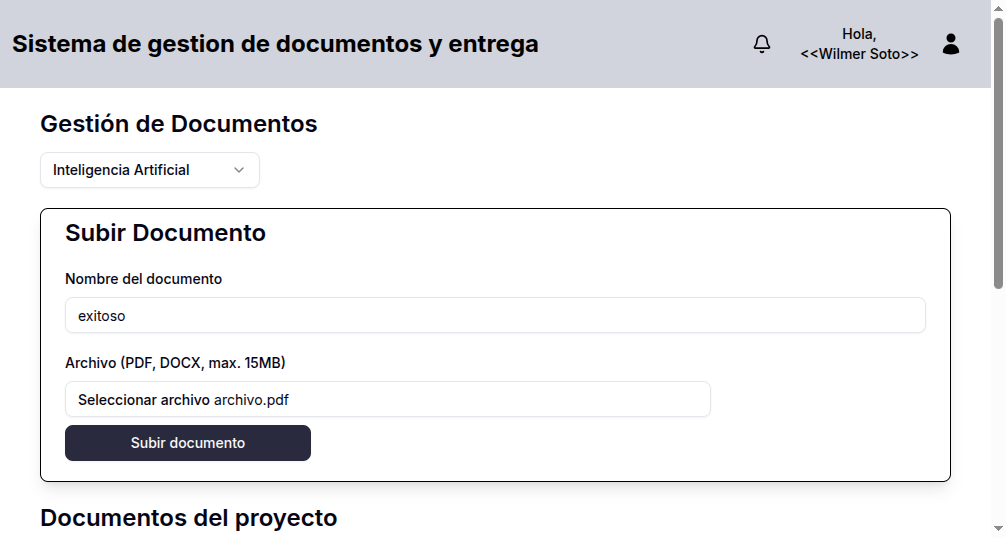 Sistema de gestion de documentos y entrega
Hola,
<<Wilmer Soto>>
Gestión de Documentos
Inteligencia Artificial
Subir Documento
Nombre del documento
exitoso
Archivo (PDF, DOCX, max. 15MB)
Seleccionar archivo archivo.pdf
Subir documento
Documentos del proyecto